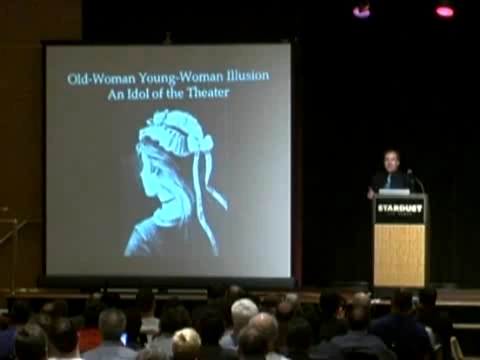 Old-Woman Young-Woman Illusion
An Idol of the Theater
STARDUST